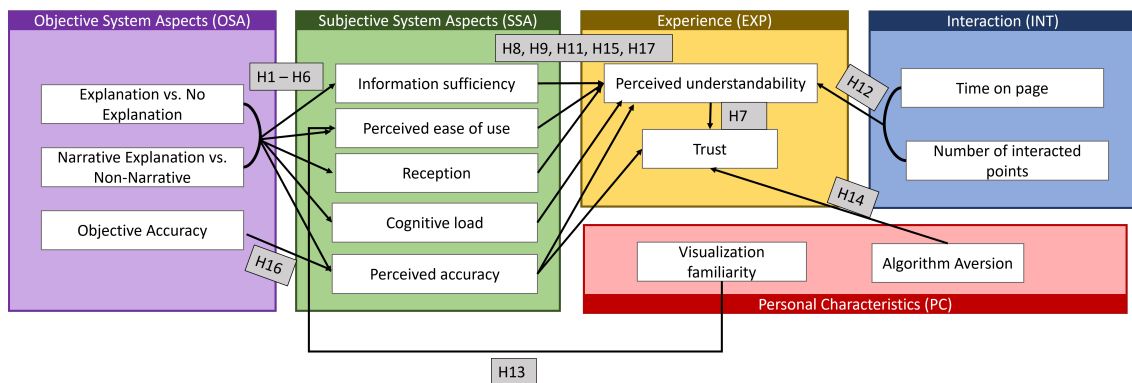 Objective System Aspects (OSA)
Subjective System Aspects (SSA)
Experience (EXP)
Interaction (INT)
H8, H9, H11, H15, H17
H1 – H6
Explanation vs. No
Explanation
Narrative Explanation vs.
Non-Narrative
Objective Accuracy
H16
Information sufficiency
Perceived ease of use
Reception
Cognitive load
Perceived accuracy
Perceived understandability
H7
Trust
H12
Time on page
Number of interacted
points
H14
Visualization
familiarity
Algorithm Aversion
Personal Characteristics (PC)
H13